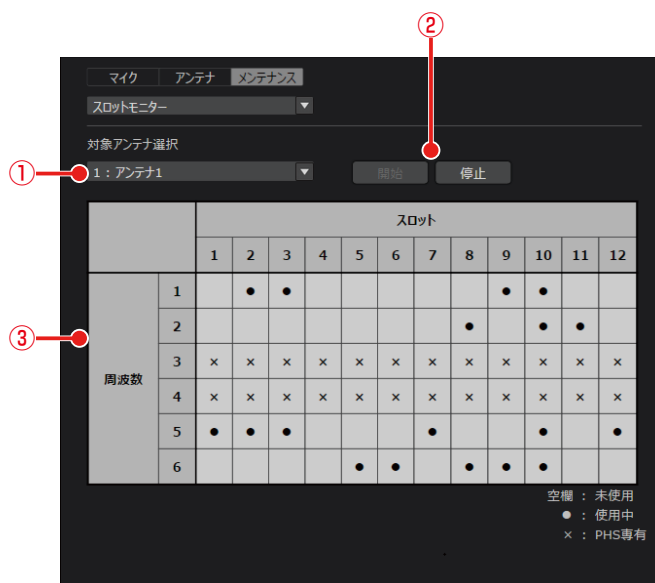 ②
マイク アンテナ メンテナンス
スロットモニター
対象アンテナ選択
① 1：アンテナ1 開始 停止
スロット
1 2 3 4 5 6 7 8 9 10 11 12
1 ● ● ● ●
2 ● ● ●
③
3 × × × × × × × × × × × ×
周波数
4 × × × × × × × × × × × ×
5 ● ● ● ● ● ●
6 ● ● ● ● ●
空欄 ： 未使用
● ： 使用中
× ： PHS専有